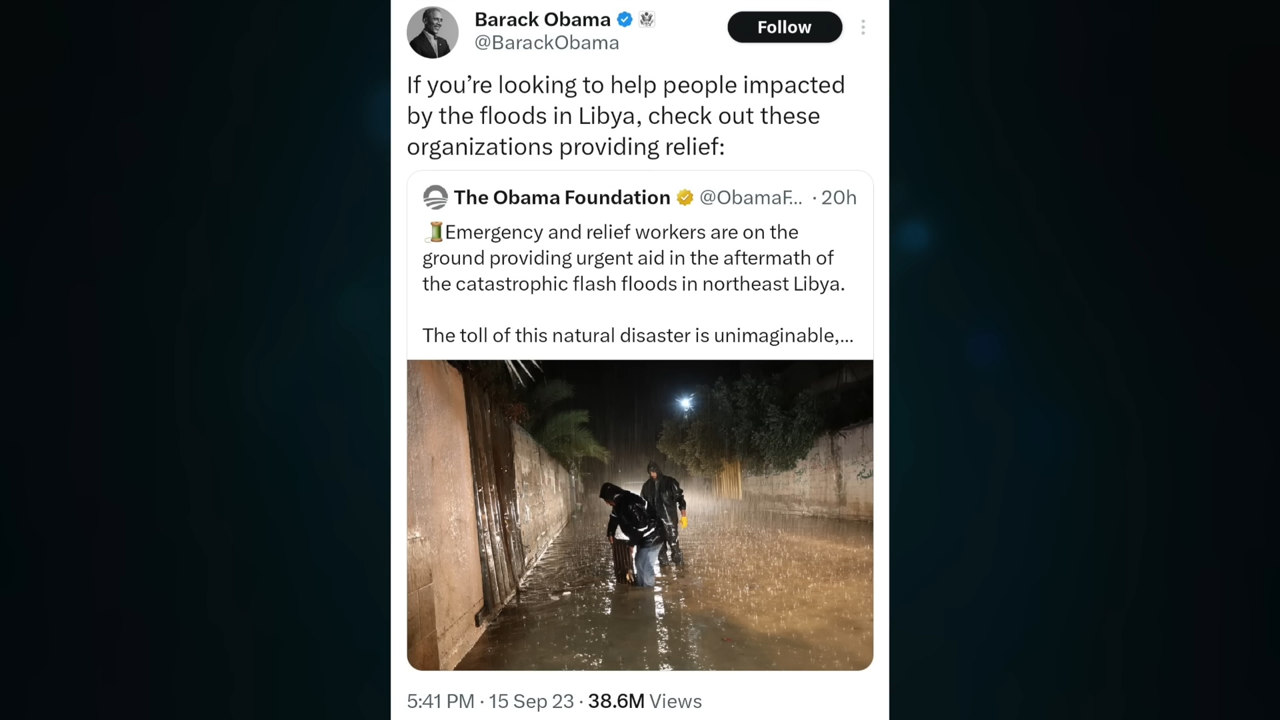 Barack Obama
@BarackObama
Follow
If you’re looking to help people impacted
by the floods in Libya, check out these
organizations providing relief:
The Obama Foundation @ObamaF... · 20h
🧵Emergency and relief workers are on the
ground providing urgent aid in the aftermath of
the catastrophic flash floods in northeast Libya.
The toll of this natural disaster is unimaginable,...
5:41 PM · 15 Sep 23 · 38.6M Views